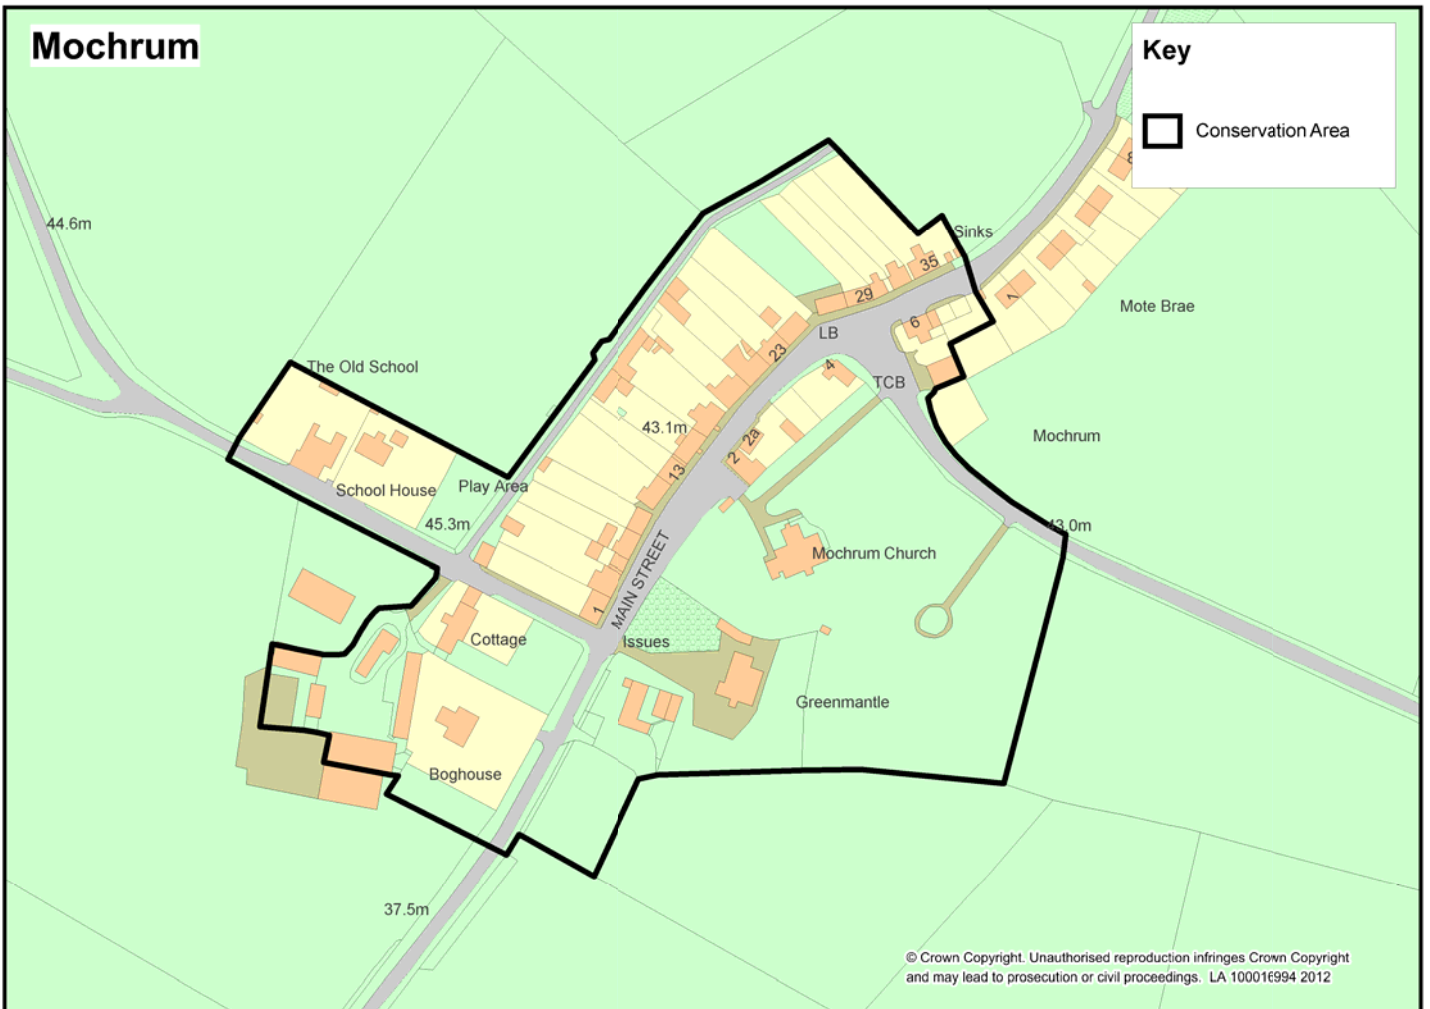 Mochrum
Key
Conservation Area
8
44.6m
Sinks
35
29
1
6
Mote Brae
LB
23
4
TCB
The Old School
43.1m
2a
2
13
Mochrum
School House
Play Area
45.3m
43.0m
Mochrum Church
MAIN STREET
1
Cottage
Issues
Greenmantle
Boghouse
37.5m
© Crown Copyright. Unauthorised reproduction infringes Crown Copyright
and may lead to prosecution or civil proceedings. LA 100016994 2012